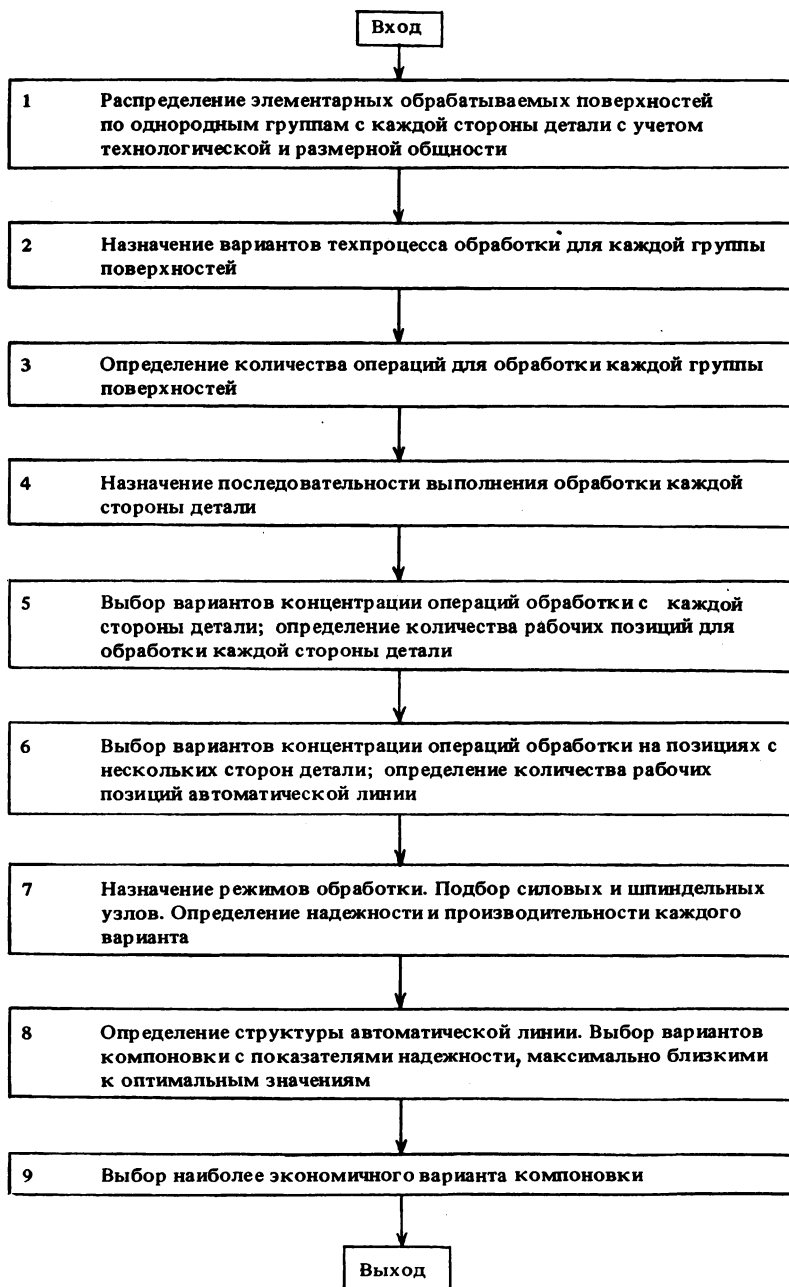 Вход
1 Распределение элементарных обрабатываемых поверхностей
по однородным группам с каждой стороны детали с учетом
технологической и размерной общности
2 Назначение вариантов техпроцесса обработки для каждой группы
поверхностей
3 Определение количества операций для обработки каждой группы
поверхностей
4 Назначение последовательности выполнения обработки каждой
стороны детали
5 Выбор вариантов концентрации операций обработки с каждой
стороны детали; определение количества рабочих позиций для
обработки каждой стороны детали
6 Выбор вариантов концентрации операций обработки на позициях с
нескольких сторон детали; определение количества рабочих
позиций автоматической линии
7 Назначение режимов обработки. Подбор силовых и шпиндельных
узлов. Определение надежности и производительности каждого
варианта
8 Определение структуры автоматической линии. Выбор вариантов
компоновки с показателями надежности, максимально близкими
к оптимальным значениям
9 Выбор наиболее экономичного варианта компоновки
Выход